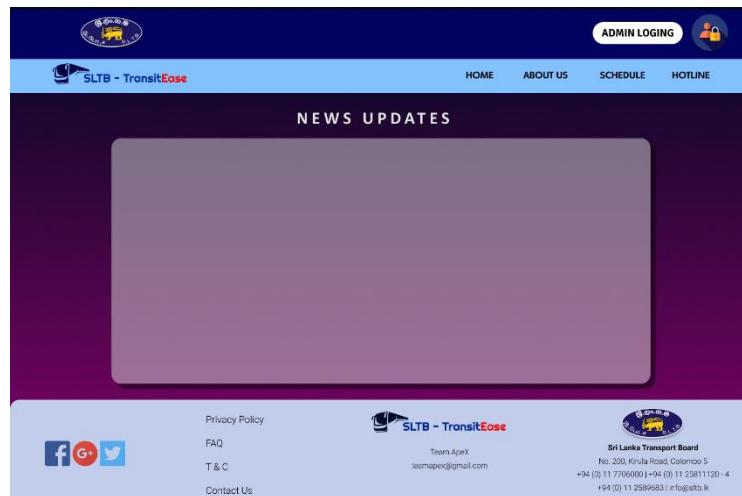 ADMIN LOGING
SLTB - TransitEase
HOME ABOUT US SCHEDULE HOTLINE
NEWS UPDATES
Privacy Policy
FAQ
T & C
Contact Us
SLTB - TransitEase
Team ApeX
teamapex@gmail.com
Sri Lanka Transport Board
No. 200, Kirula Road, Colombo 5
+94 (0) 11 7706000 | +94 (0) 11 2581120 - 4
+94 (0) 11 2589683 | info@sltb.lk